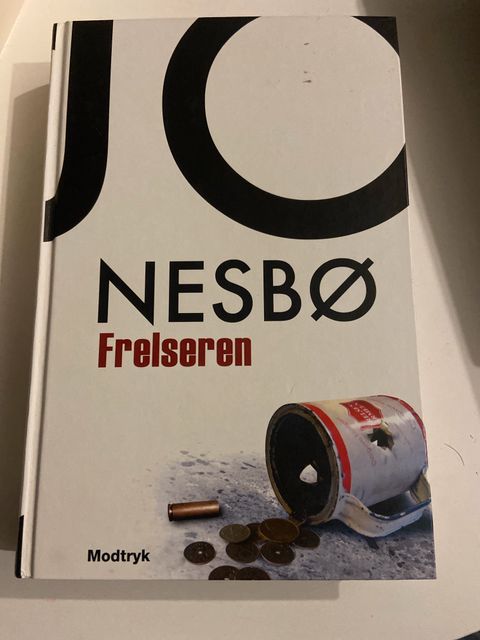 JO
NESBØ
Frelseren
Modtryk